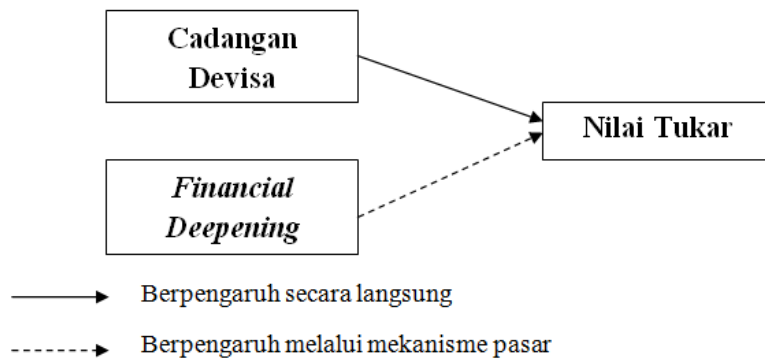 Cadangan
Devisa
Nilai Tukar
Financial
Deepening
Berpengaruh secara langsung
Berpengaruh melalui mekanisme pasar